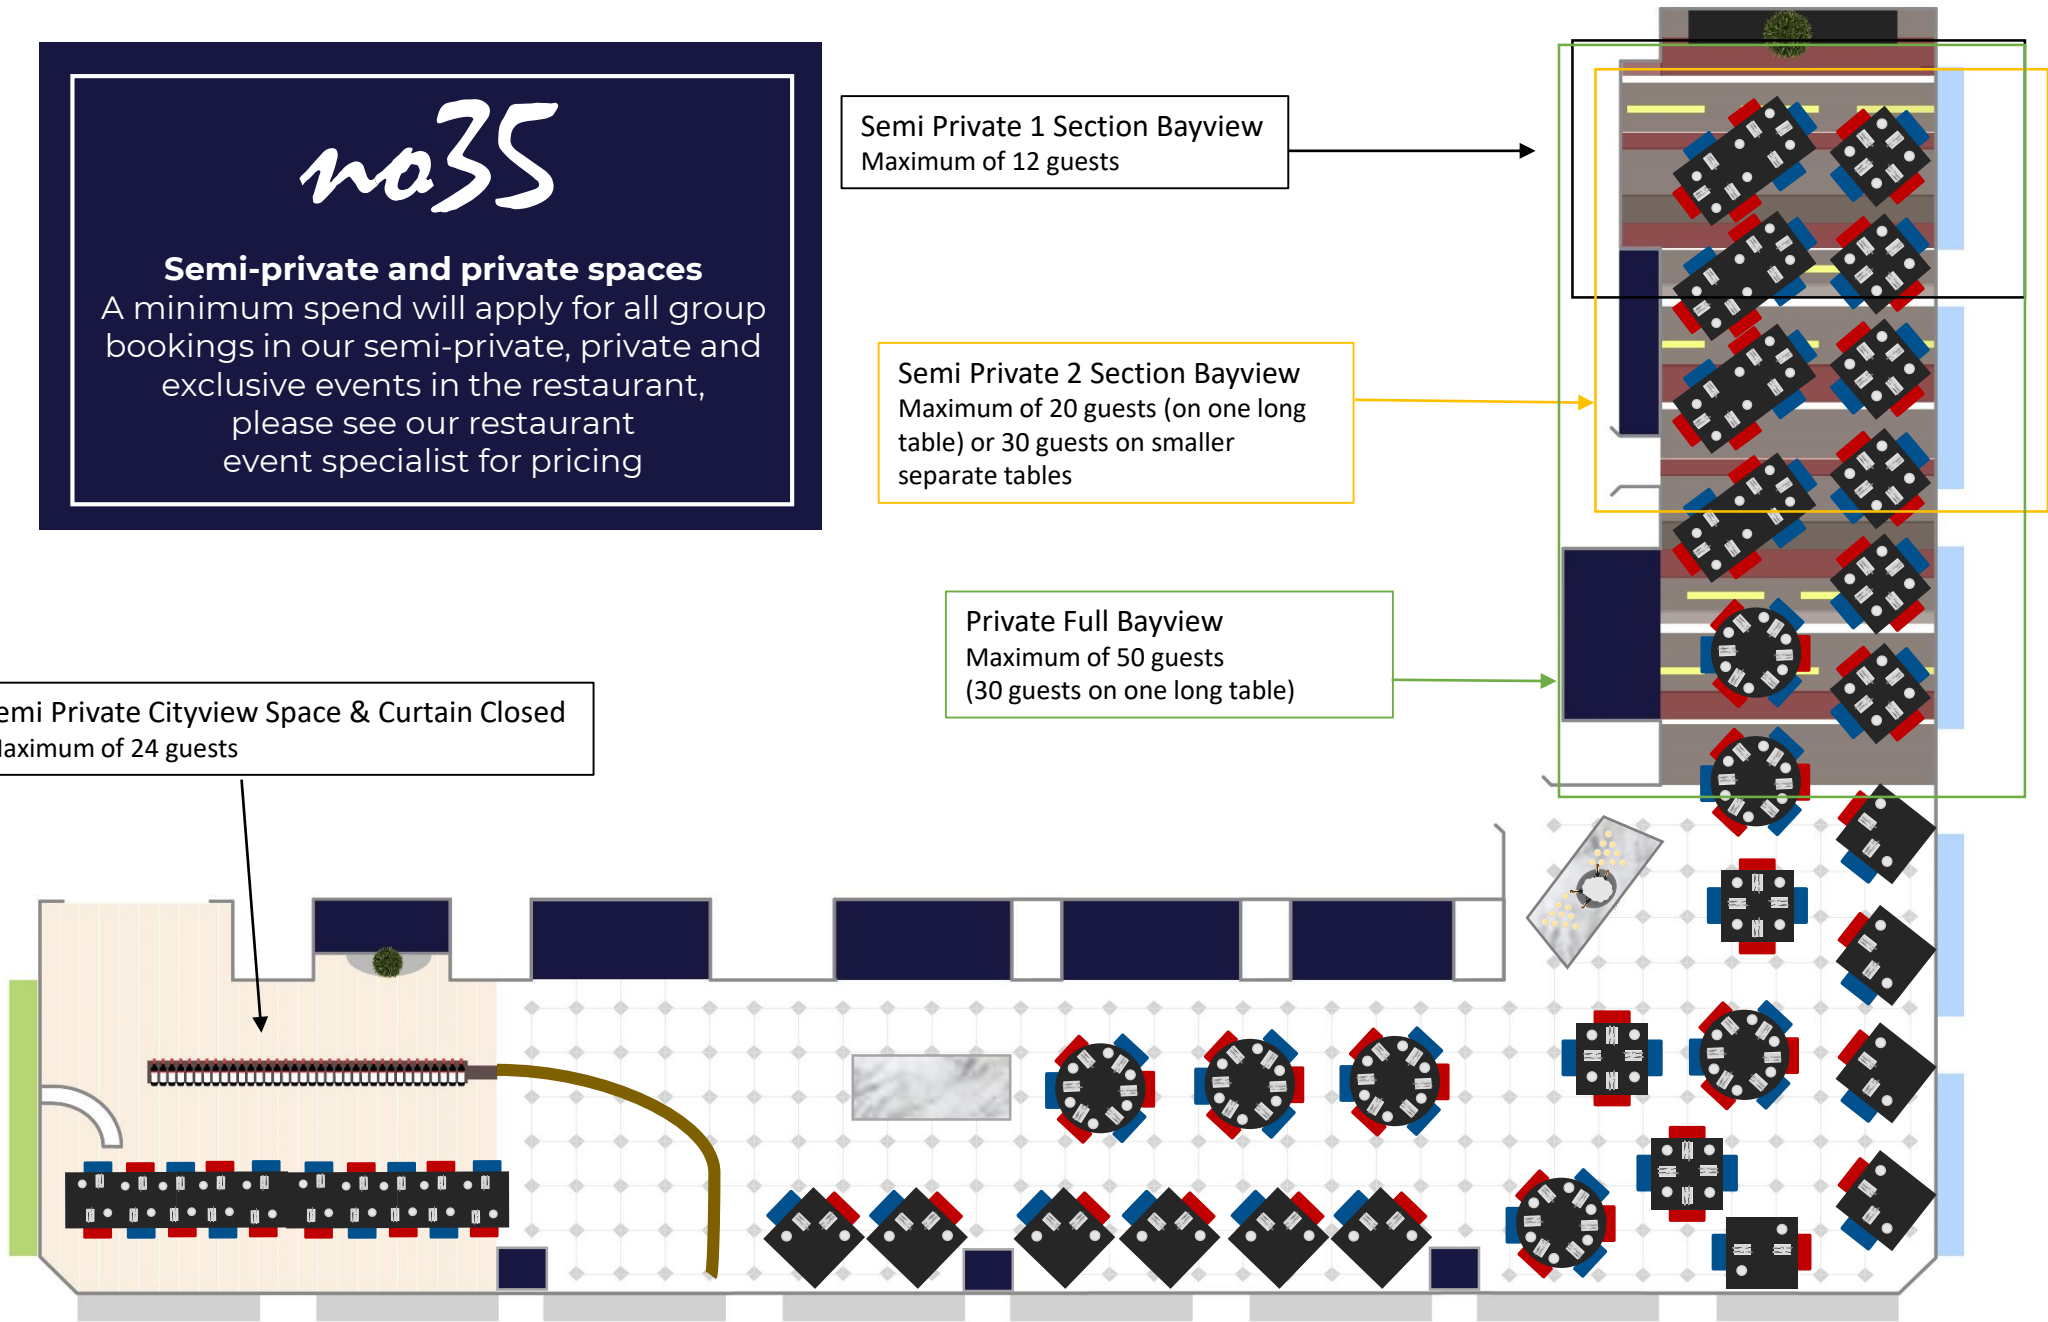 no35
Semi-private and private spaces
A minimum spend will apply for all group
bookings in our semi-private, private and
exclusive events in the restaurant,
please see our restaurant
event specialist for pricing
Semi Private 1 Section Bayview
Maximum of 12 guests
Semi Private 2 Section Bayview
Maximum of 20 guests (on one long
table) or 30 guests on smaller
separate tables
Private Full Bayview
Maximum of 50 guests
(30 guests on one long table)
emi Private Cityview Space & Curtain Closed
Maximum of 24 guests